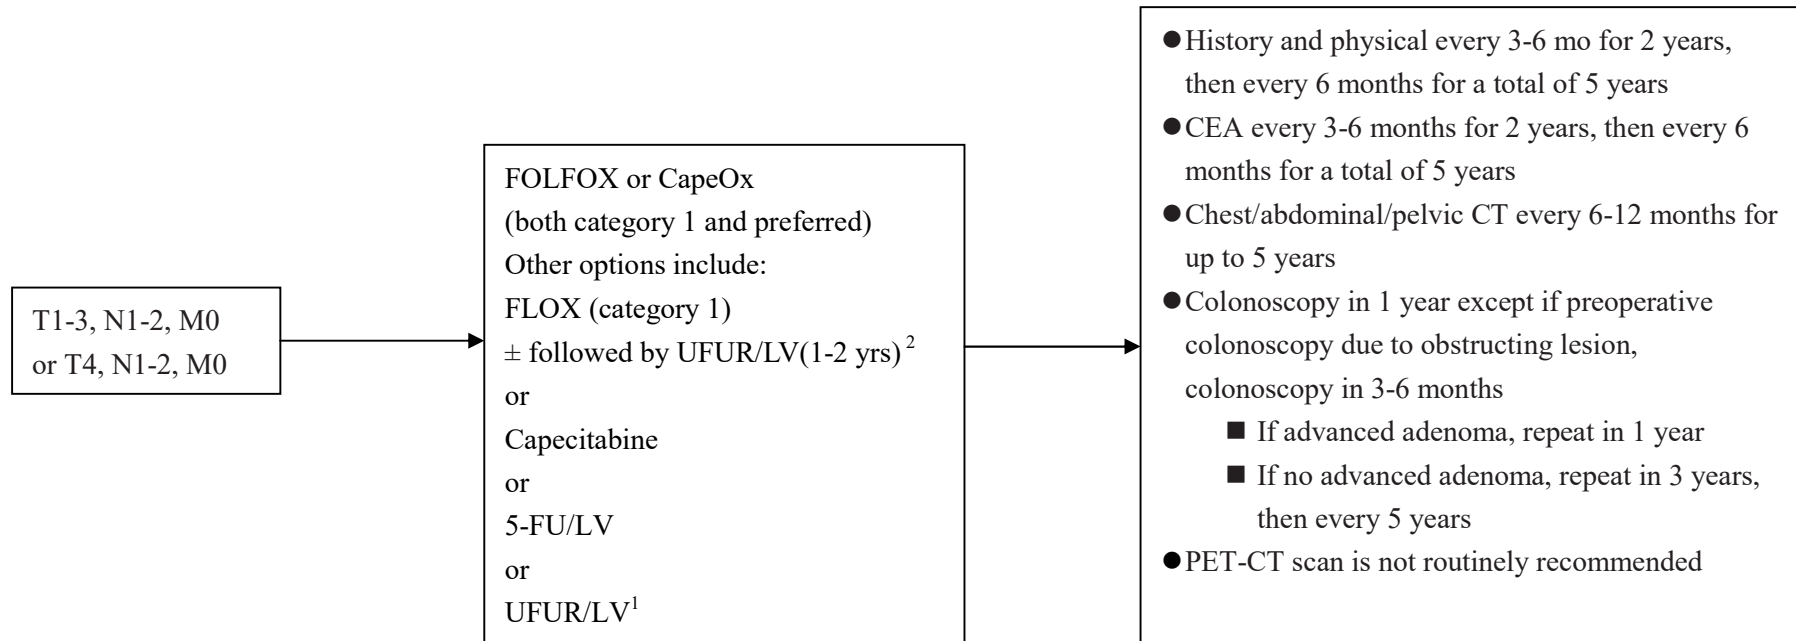 T1-3, N1-2, M0
or T4, N1-2, M0
FOLFOX or CapeOx
(both category 1 and preferred)
Other options include:
FLOX (category 1)
± followed by UFUR/LV(1-2 yrs) 2
or
Capecitabine
or
5-FU/LV
or
UFUR/LV1
●History and physical every 3-6 mo for 2 years,
then every 6 months for a total of 5 years
●CEA every 3-6 months for 2 years, then every 6
months for a total of 5 years
●Chest/abdominal/pelvic CT every 6-12 months for
up to 5 years
●Colonoscopy in 1 year except if preoperative
colonoscopy due to obstructing lesion,
colonoscopy in 3-6 months
■ If advanced adenoma, repeat in 1 year
■ If no advanced adenoma, repeat in 3 years,
then every 5 years
●PET-CT scan is not routinely recommended